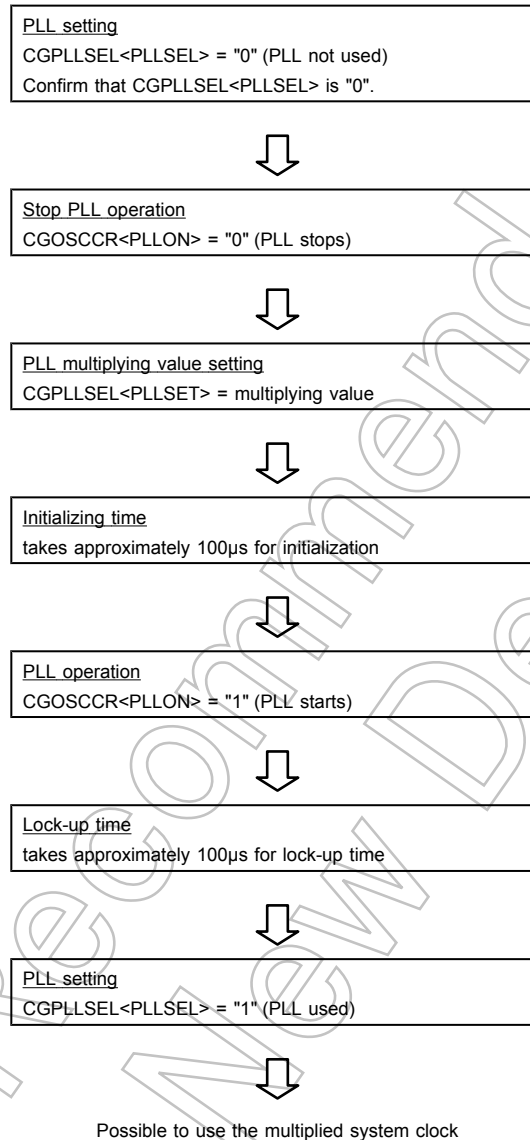 PLL setting
CGPLLSEL<PLLSEL> = "0" (PLL not used)
Confirm that CGPLLSEL<PLLSEL> is "0".
Stop PLL operation
CGOSCCR<PLLON> = "0" (PLL stops)
PLL multiplying value setting
CGPLLSEL<PLLSET> = multiplying value
Initializing time
takes approximately 100µs for initialization
PLL operation
CGOSCCR<PLLON> = "1" (PLL starts)
Lock-up time
takes approximately 100µs for lock-up time
PLL setting
CGPLLSEL<PLLSEL> = "1" (PLL used)
Possible to use the multiplied system clock
Recommend
New De